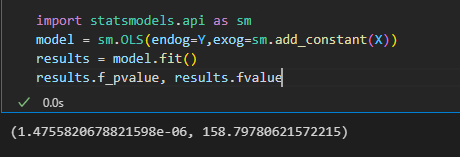 import statsmodels.api as sm
model = sm.OLS(endog=Y,exog=sm.add_constant(X))
results = model.fit()
results.f_pvalue, results.fvalue
0.0s
(1.4755820678821598e-06, 158.79780621572215)